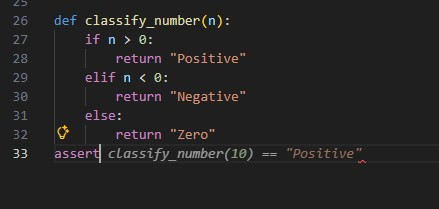 25
26 def classify_number(n):
27     if n > 0:
28         return "Positive"
29     elif n < 0:
30         return "Negative"
31     else:
32         return "Zero"
33 assert classify_number(10) == "Positive"